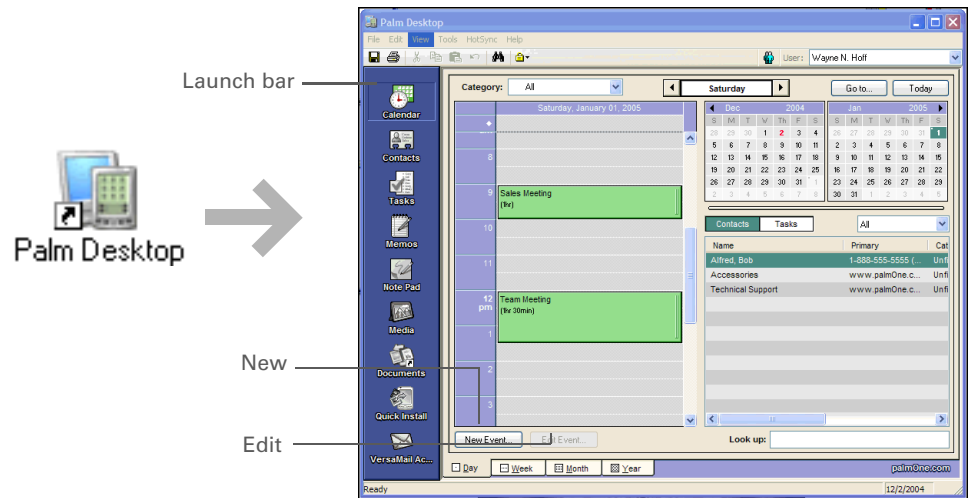 Palm Desktop
Launch bar
New
Edit
Palm Desktop
File Edit View Tools HotSync Help
User: Wayne N. Hoff
Calendar
Contacts
Tasks
Memos
Note Pad
Media
Documents
Quick Install
VersaMail Ac...
Category: All
Saturday
Go to... Today
Saturday, January 01, 2005
8
9
Sales Meeting
(1hr)
10
11
12 pm
Team Meeting
(1hr 30min)
1
2
3
Dec 2004
S M T W Th F S
28 29 30 1 2 3 4
5 6 7 8 9 10 11
12 13 14 15 16 17 18
19 20 21 22 23 24 25
26 27 28 29 30 31 1
2 3 4 5 6 7 8
Jan 2005
S M T W Th F S
26 27 28 29 30 31 1
2 3 4 5 6 7 8
9 10 11 12 13 14 15
16 17 18 19 20 21 22
23 24 25 26 27 28 29
30 31 1 2 3 4 5
Contacts Tasks All
Name Primary Cat
Alfred, Bob 1-888-555-5555 (... Unfi
Accessories www.palmOne.c... Unfi
Technical Support www.palmOne.c... Unfi
New Event... Edit Event...
Look up:
Day Week Month Year
palmOne.com
Ready
12/2/2004